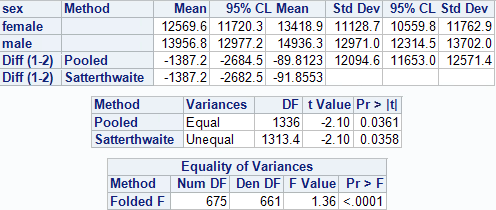 sex Method Mean 95% CL Mean Std Dev 95% CL Std Dev
female 12569.6 11720.3 13418.9 11128.7 10559.8 11762.9
male 13956.8 12977.2 14936.3 12971.0 12314.5 13702.0
Diff (1-2) Pooled -1387.2 -2684.5 -89.8123 12094.6 11653.0 12571.4
Diff (1-2) Satterthwaite -1387.2 -2682.5 -91.8553
Method Variances DF t Value Pr > |t|
Pooled Equal 1336 -2.10 0.0361
Satterthwaite Unequal 1313.4 -2.10 0.0358
Equality of Variances
Method Num DF Den DF F Value Pr > F
Folded F 675 661 1.36 <.0001